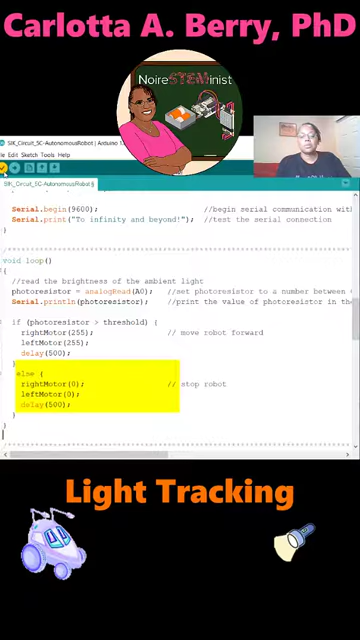 Carlotta A. Berry, PhD
NoireSTEMinist
SIK_Circuit_5C-AutonomousRobot | Arduino 1
File Edit Sketch Tools Help
SIK_Circuit_5C-AutonomousRobot §
Serial.begin(9600); //begin serial communication with
Serial.print("To infinity and beyond!"); //test the serial connection
void loop()
{
//read the brightness of the ambient light
photoresistor = analogRead(A0); //set photoresistor to a number between
Serial.println(photoresistor); //print the value of photoresistor in the
if (photoresistor > threshold) {
rightMotor(255); // move robot forward
leftMotor(255);
delay(500);
}
else {
rightMotor(0); // stop robot
leftMotor(0);
delay(500);
}
}
Light Tracking